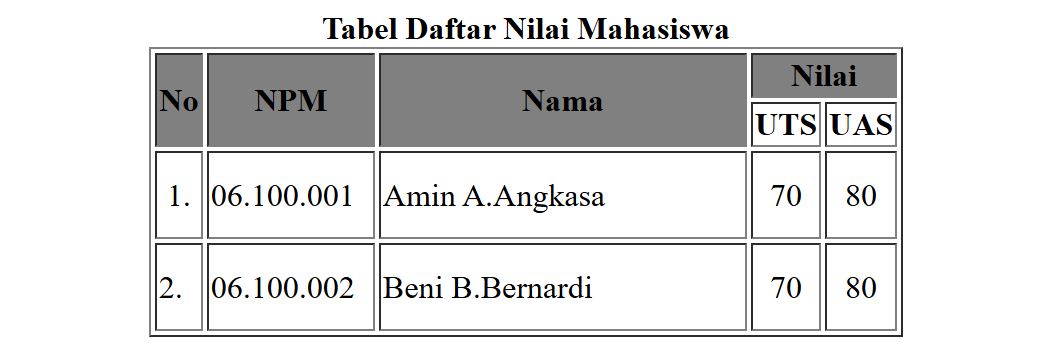 Tabel Daftar Nilai Mahasiswa
No NPM Nama Nilai
UTS UAS
1. 06.100.001 Amin A.Angkasa 70 80
2. 06.100.002 Beni B.Bernardi 70 80